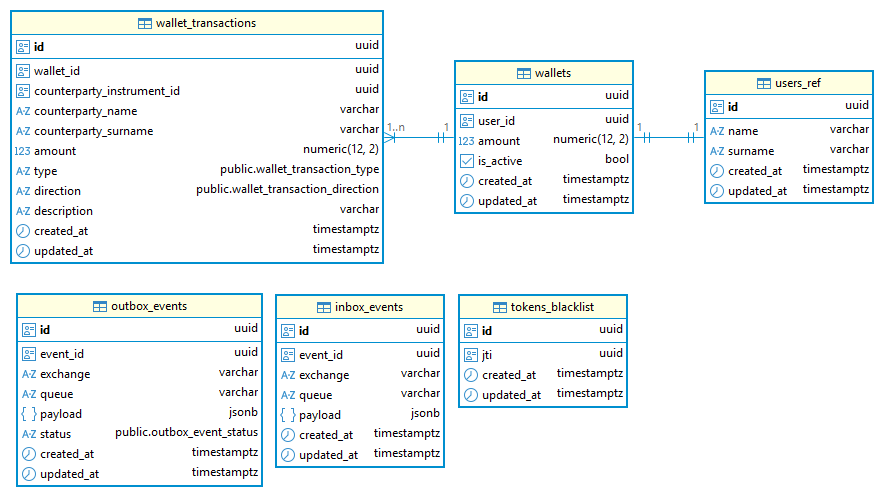 wallet_transactions
id uuid
wallet_id uuid
counterparty_instrument_id uuid
A-Z counterparty_name varchar
A-Z counterparty_surname varchar
123 amount numeric(12, 2)
A-Z type public.wallet_transaction_type
A-Z direction public.wallet_transaction_direction
A-Z description varchar
created_at timestamptz
updated_at timestamptz
1..n
1
wallets
id uuid
user_id uuid
123 amount numeric(12, 2)
is_active bool
created_at timestamptz
updated_at timestamptz
1
1
users_ref
id uuid
A-Z name varchar
A-Z surname varchar
created_at timestamptz
updated_at timestamptz
outbox_events
id uuid
event_id uuid
A-Z exchange varchar
A-Z queue varchar
{ } payload jsonb
A-Z status public.outbox_event_status
created_at timestamptz
updated_at timestamptz
inbox_events
id uuid
event_id uuid
A-Z exchange varchar
A-Z queue varchar
{ } payload jsonb
created_at timestamptz
updated_at timestamptz
tokens_blacklist
id uuid
jti uuid
created_at timestamptz
updated_at timestamptz